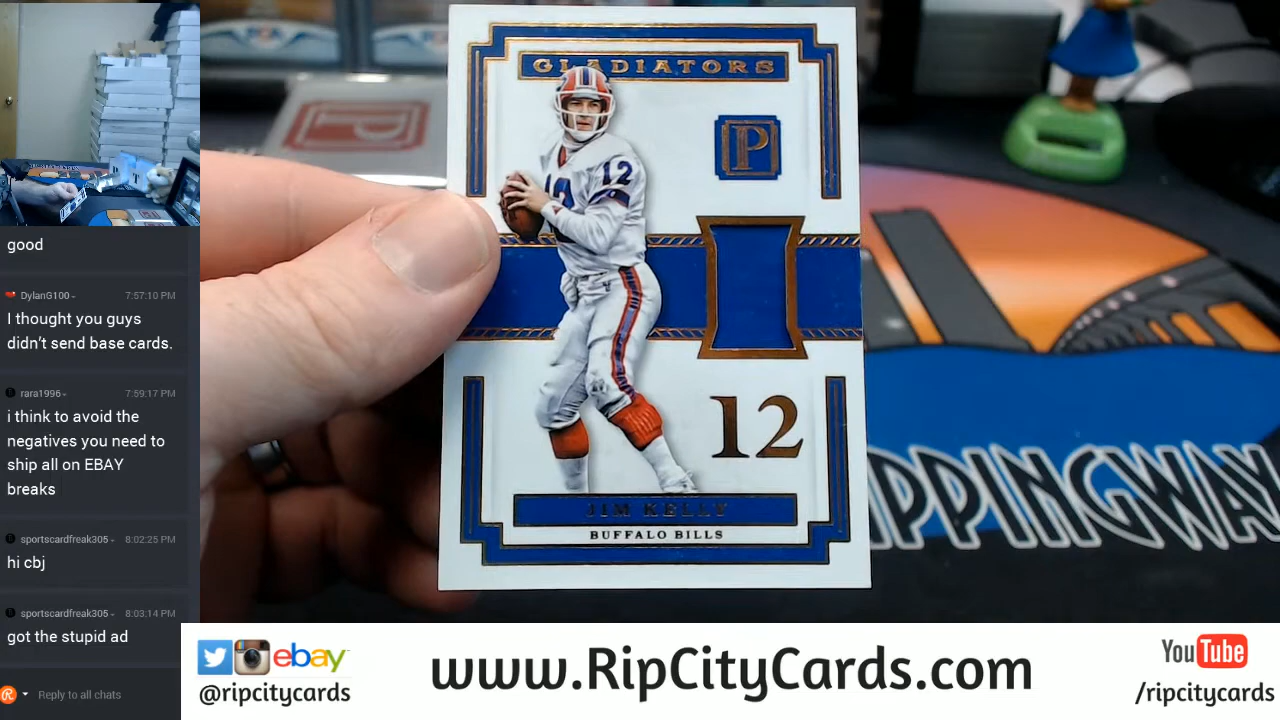 good
DylanG100
7:57:10 PM
I thought you guys
didn't send base cards.
rara1996
7:59:17 PM
i think to avoid the
negatives you need to
ship all on EBAY
breaks
sportscardfreak305
8:02:25 PM
hi cbj
sportscardfreak305
8:03:14 PM
got the stupid ad
Reply to all chats
GLADIATORS
P
12
12
JIM KELLY
BUFFALO BILLS
PPINGWAX
ebay
@ripcitycards
www.RipCityCards.com
YouTube
/ripcitycards